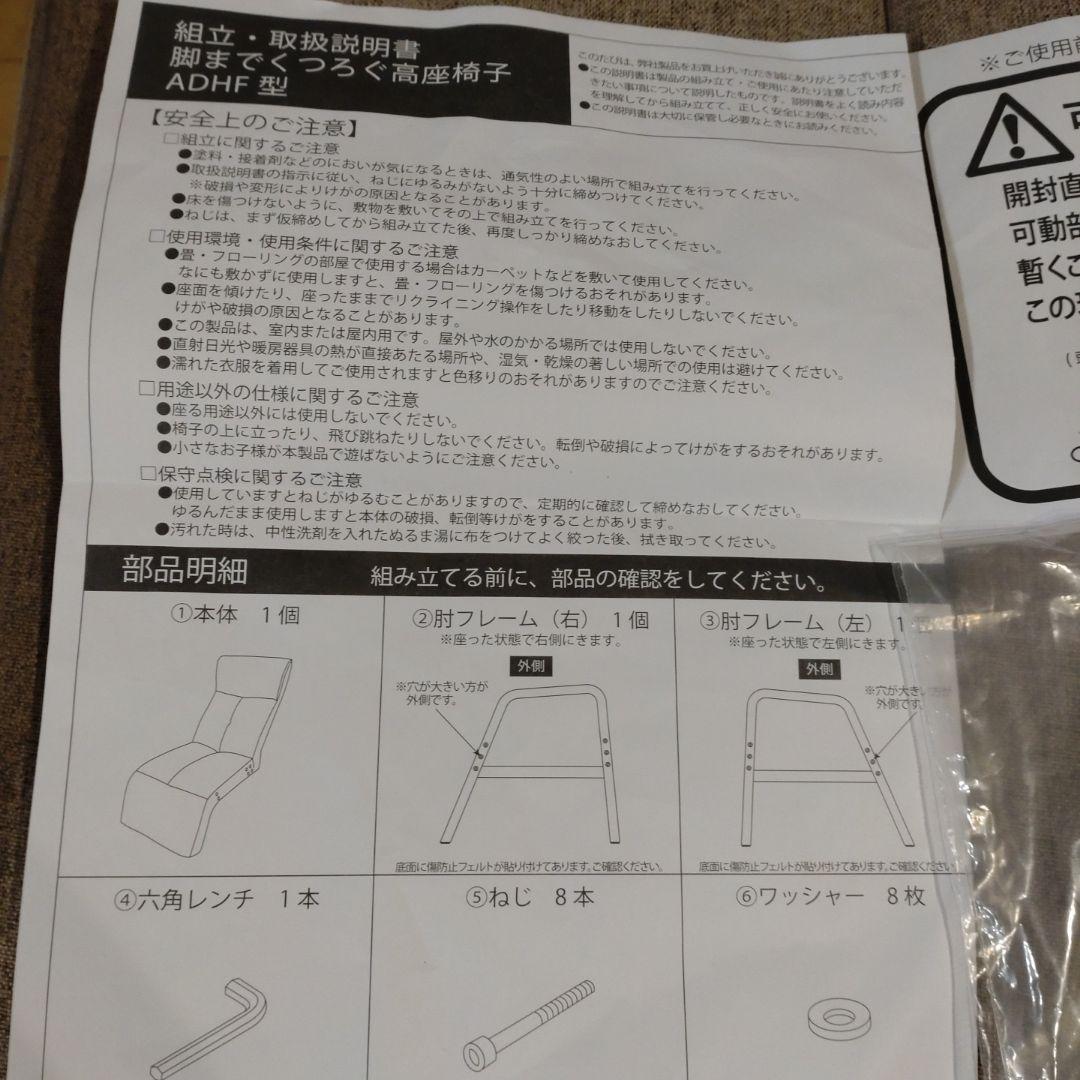 組立・取扱説明書
脚までくつろぐ高座椅子
ADHF 型
このたびは、弊社製品をお買上げいただき誠にありがとうございます。
●この説明書は製品の組み立て・ご使用にあたり注意していただ
きたい事項について説明したものです。説明書をよく読み内容
を理解してから組み立てて、正しく安全にお使いください。
●この説明書は大切に保管し必要なときにお読みください。
【安全上のご注意】
□組立に関するご注意
●塗料・接着剤などのにおいが気になるときは、通気性のよい場所で組み立てを行ってください。
●取扱説明書の指示に従い、ねじにゆるみがないよう十分に締めつけてください。
※破損や変形によりけがの原因となることがあります。
●床を傷つけないように、敷物を敷いてその上で組み立てを行ってください。
●ねじは、まず仮締めしてから組み立てた後、再度しっかり締めなおしてください。
□使用環境・使用条件に関するご注意
●畳・フローリングの部屋で使用する場合はカーペットなどを敷いて使用してください。
なにも敷かずに使用しますと、畳・フローリングを傷つけるおそれがあります。
●座面を傾けたり、座ったままでリクライニング操作をしたり移動をしたりしないでください。
けがや破損の原因となることがあります。
●この製品は、室内または屋内用です。屋外や水のかかる場所では使用しないでください。
●直射日光や暖房器具の熱が直接あたる場所や、湿気・乾燥の著しい場所での使用は避けてください。
●濡れた衣服を着用してご使用されますと色移りのおそれがありますのでご注意ください。
□用途以外の仕様に関するご注意
●座る用途以外には使用しないでください。
●椅子の上に立ったり、飛び跳ねたりしないでください。転倒や破損によってけがをするおそれがあります。
●小さなお子様が本製品で遊ばないようにご注意ください。
□保守点検に関するご注意
●使用していますとねじがゆるむことがありますので、定期的に確認して締めなおしてください。
ゆるんだまま使用しますと本体の破損、転倒等けがをすることがあります。
●汚れた時は、中性洗剤を入れたぬるま湯に布をつけてよく絞った後、拭き取ってください。
部品明細 組み立てる前に、部品の確認をしてください。
①本体 1個
②肘フレーム（右） 1個
※座った状態で右側にきます。
外側
※穴が大きい方が
外側です。
底面に傷防止フェルトが貼り付けてあります。ご確認ください。
③肘フレーム（左） 1個
※座った状態で左側にきます。
外側
※穴が大きい方が
外側です。
底面に傷防止フェルトが貼り付けてあります。ご確認ください
④六角レンチ 1本
⑤ねじ 8本
⑥ワッシャー 8枚
※ご使用前
開封直
可動部
暫くこ
この